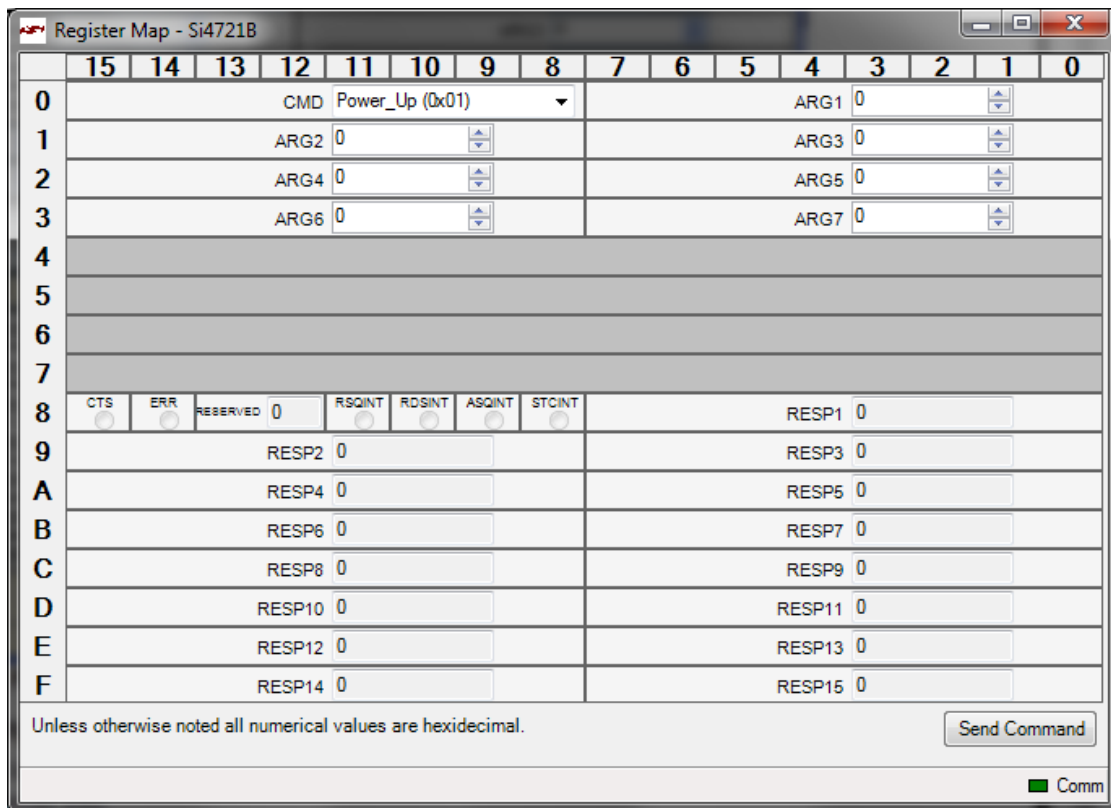 Register Map - Si4721B
15 14 13 12 11 10 9 8 7 6 5 4 3 2 1 0
0 CMD Power_Up (0x01) ARG1 0
1 ARG2 0 ARG3 0
2 ARG4 0 ARG5 0
3 ARG6 0 ARG7 0
4
5
6
7
8 CTS ERR RESERVED 0 RSQINT RDSINT ASQINT STCINT RESP1 0
9 RESP2 0 RESP3 0
A RESP4 0 RESP5 0
B RESP6 0 RESP7 0
C RESP8 0 RESP9 0
D RESP10 0 RESP11 0
E RESP12 0 RESP13 0
F RESP14 0 RESP15 0
Unless otherwise noted all numerical values are hexidecimal. Send Command
Comm